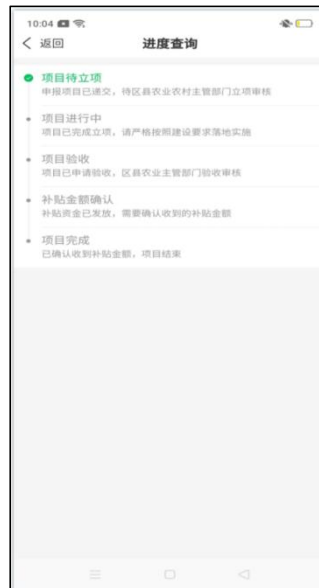 10:04
返回
进度查询
项目待立项
申报项目已递交，待区县农业农村主管部门立项审核
项目进行中
项目已完成立项，请严格按照建设要求落地实施
项目验收
项目已申请验收，区县农业主管部门验收审核
补贴金额确认
补贴资金已发放，需要确认收到的补贴金额
项目完成
已确认收到补贴金额，项目结束